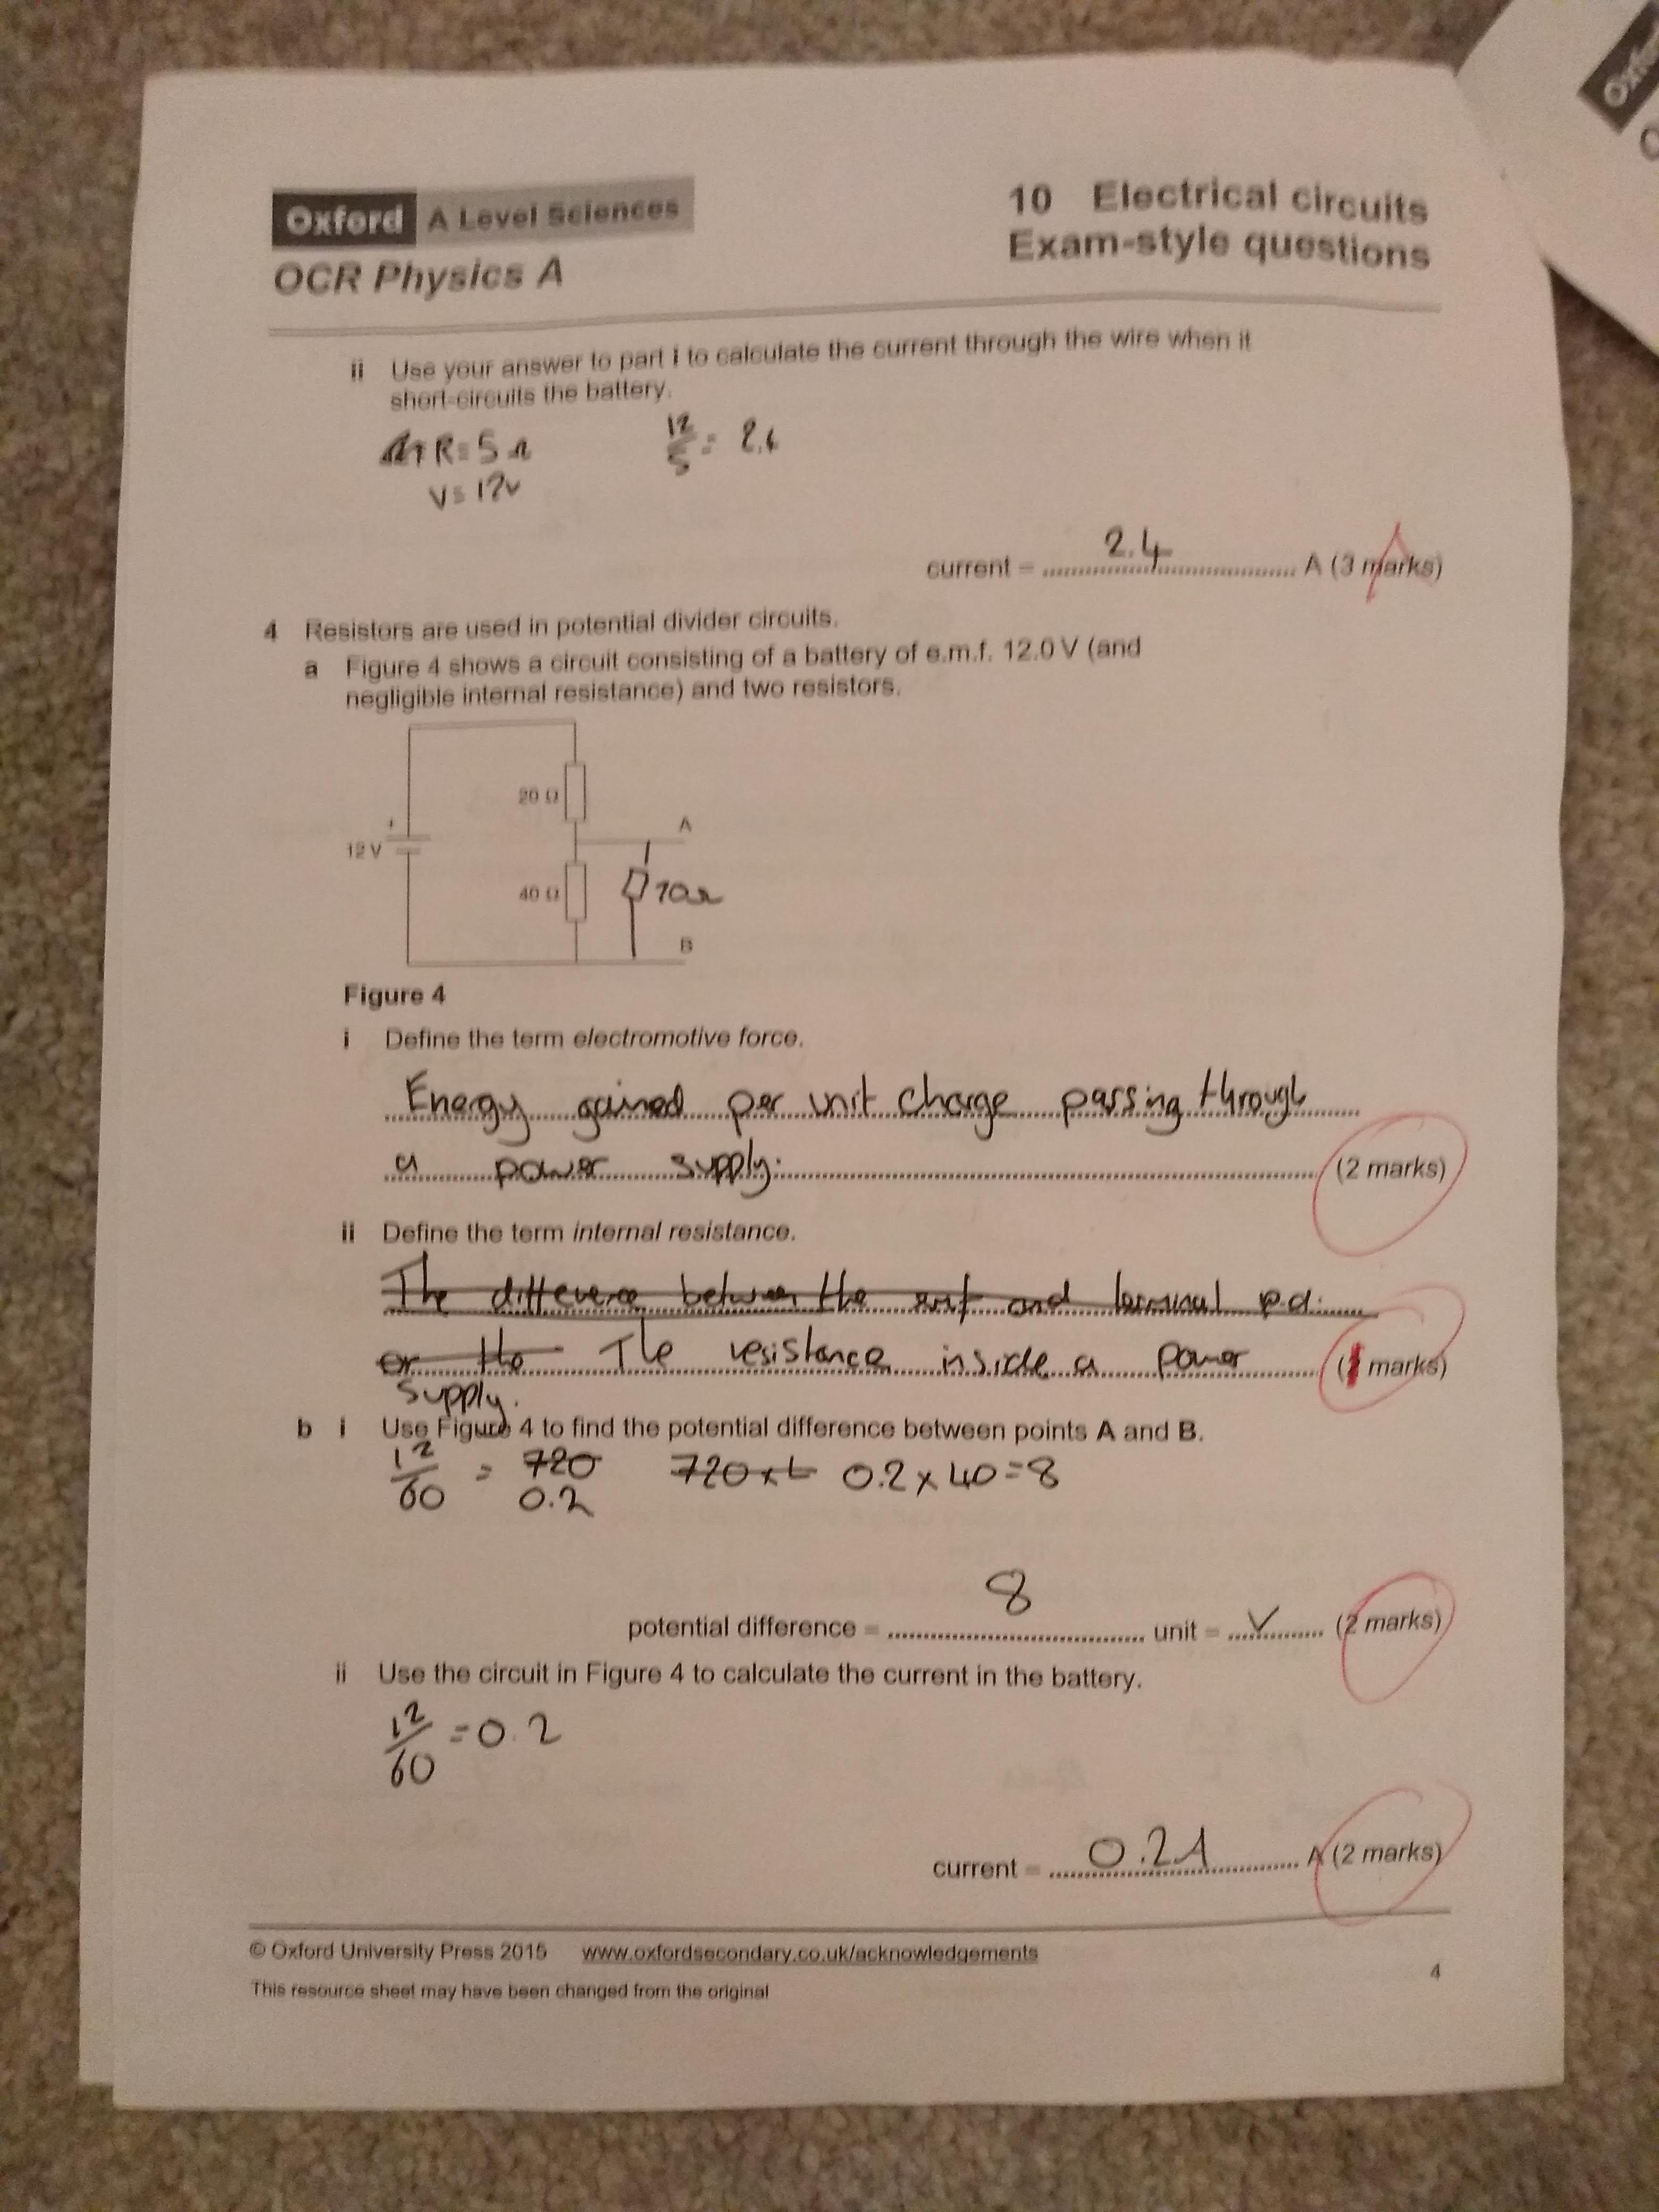 Oxford A Level Sciences
OCR Physics A
10 Electrical circuits
Exam-style questions
Oxfo
ii Use your answer to part i to calculate the current through the wire when it
short-circuits the battery.
R = 5 Ω
12/5 = 2.4
V = 12v
current = 2.4 A (3 marks)
4 Resistors are used in potential divider circuits.
a Figure 4 shows a circuit consisting of a battery of e.m.f. 12.0 V (and
negligible internal resistance) and two resistors.
20 Ω
A
+
12 V
40 Ω
B
Figure 4
i Define the term electromotive force.
Energy gained per unit charge passing through
a power supply. (2 marks)
ii Define the term internal resistance.
The difference between the emf and terminal p.d.
or the The resistance inside a power (1 marks)
supply.
b i Use Figure 4 to find the potential difference between points A and B.
12/60 = 720 720 x 0.2 x 40 = 8
0.2
potential difference = 8 unit = V (2 marks)
ii Use the circuit in Figure 4 to calculate the current in the battery.
12/60 = 0.2
current = 0.2A A (2 marks)
© Oxford University Press 2015 www.oxfordsecondary.co.uk/acknowledgements
This resource sheet may have been changed from the original
4